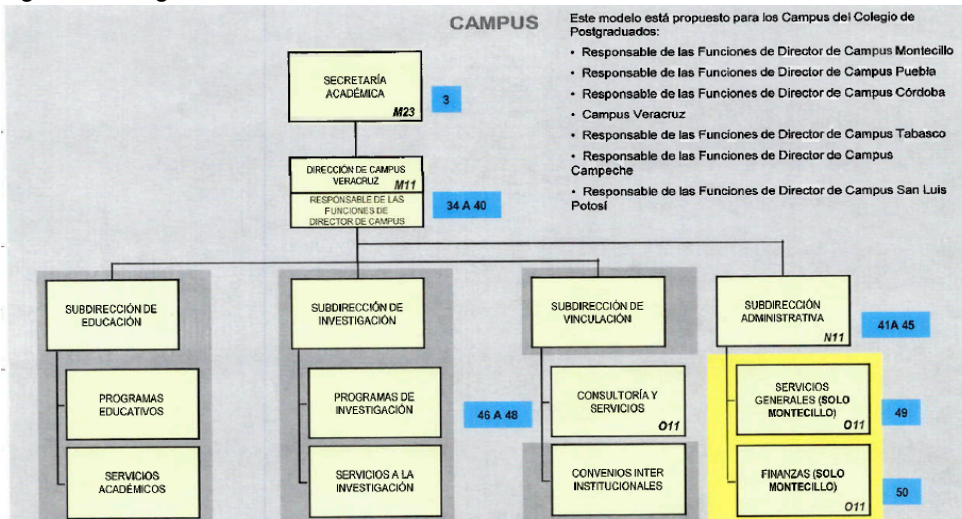 CAMPUS
Este modelo está propuesto para los Campus del Colegio de
Postgraduados:
• Responsable de las Funciones de Director de Campus Montecillo
• Responsable de las Funciones de Director de Campus Puebla
• Responsable de las Funciones de Director de Campus Córdoba
• Campus Veracruz
• Responsable de las Funciones de Director de Campus Tabasco
• Responsable de las Funciones de Director de Campus
Campeche
• Responsable de las Funciones de Director de Campus San Luis
Potosí
SECRETARÍA
ACADÉMICA
M23
3
DIRECCIÓN DE CAMPUS
VERACRUZ
M11
RESPONSABLE DE LAS
FUNCIONES DE
DIRECTOR DE CAMPUS
34 A 40
SUBDIRECCIÓN DE
EDUCACIÓN
SUBDIRECCIÓN DE
INVESTIGACIÓN
SUBDIRECCIÓN DE
VINCULACIÓN
SUBDIRECCIÓN
ADMINISTRATIVA
N11
41A 45
PROGRAMAS
EDUCATIVOS
PROGRAMAS DE
INVESTIGACIÓN
46 A 48
CONSULTORÍA Y
SERVICIOS
O11
SERVICIOS
GENERALES (SOLO
MONTECILLO)
O11
49
SERVICIOS
ACADÉMICOS
SERVICIOS A LA
INVESTIGACIÓN
CONVENIOS INTER
INSTITUCIONALES
FINANZAS (SOLO
MONTECILLO)
O11
50